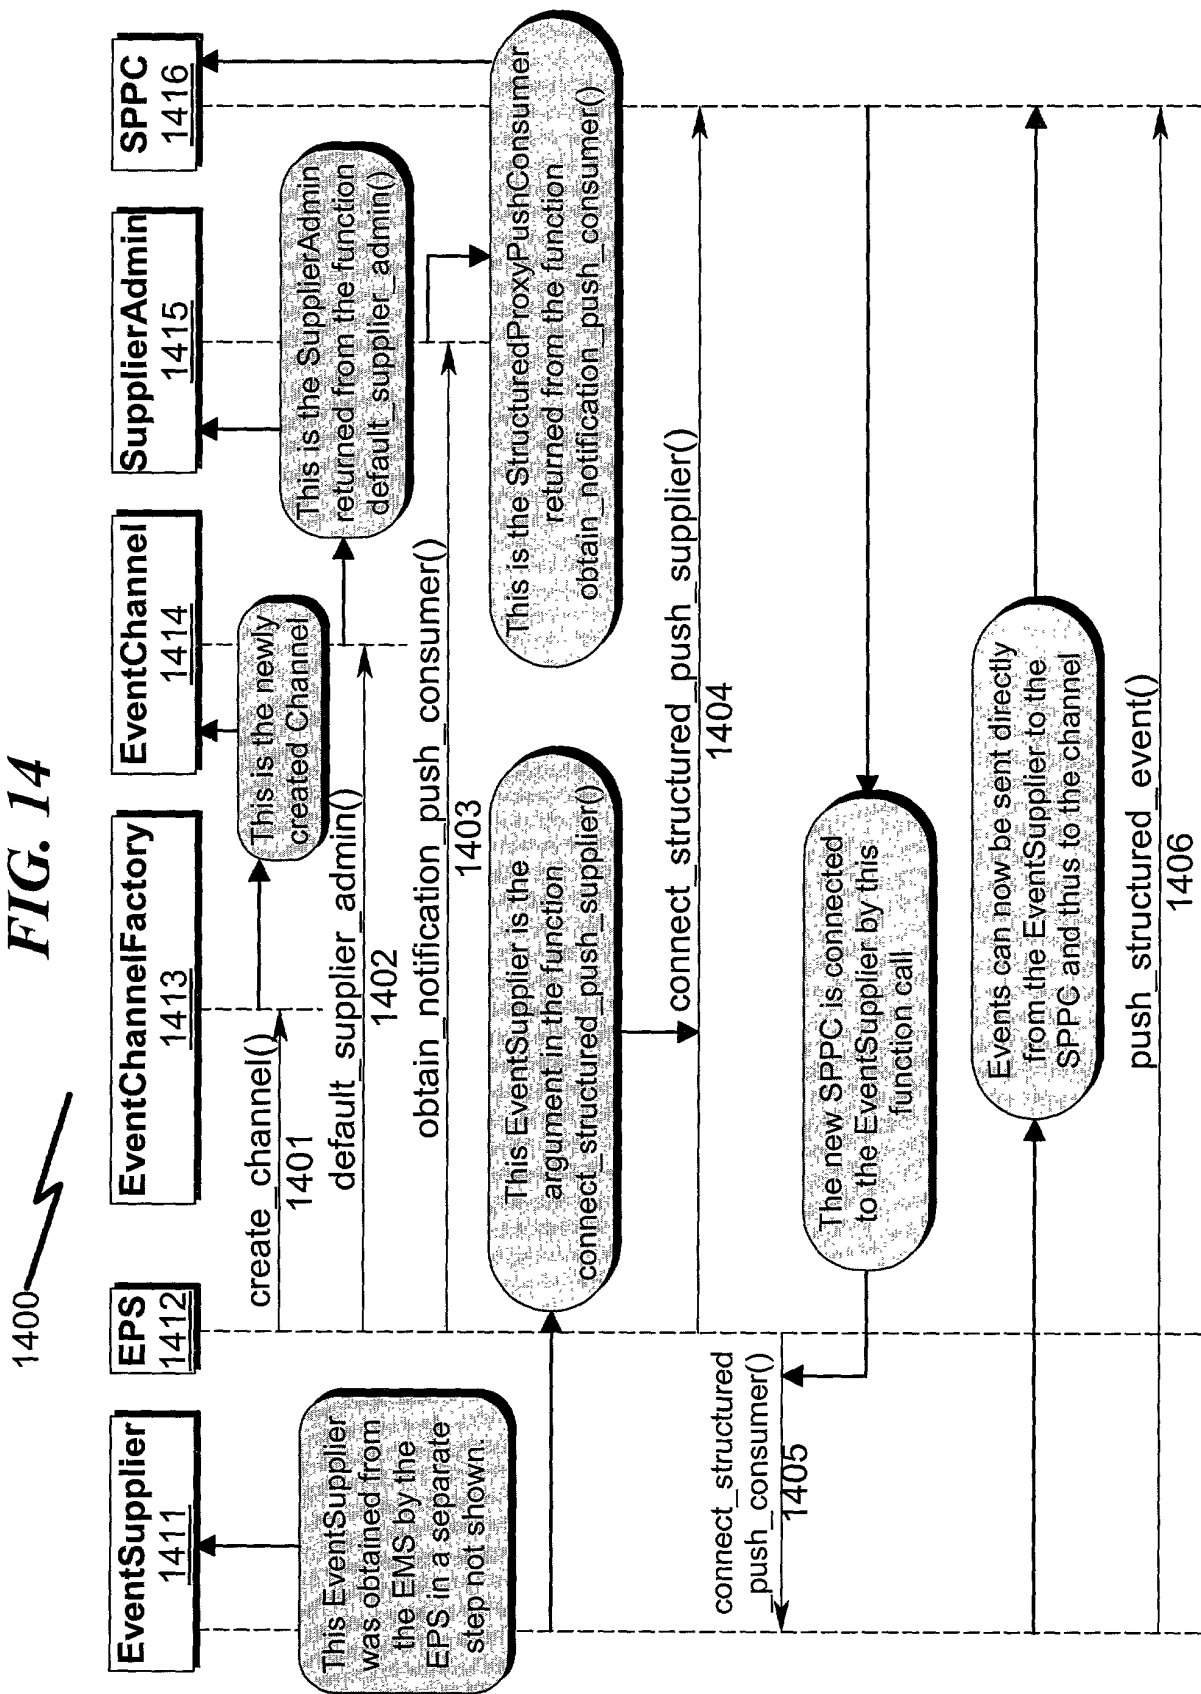 FIG. 14
1400
EventSupplier
1411
EPS
1412
EventChannelFactory
1413
EventChannel
1414
SupplierAdmin
1415
SPPC
1416
This EventSupplier
was obtained from
the EMS by the
EPS in a separate
step not shown.
create_channel()
1401
This is the newly
created Channel
default_supplier_admin()
1402
This is the SupplierAdmin
returned from the function
default_supplier_admin()
obtain_notification_push_consumer()
1403
This is the StructuredProxyPushConsumer
returned from the function
obtain_notification_push_consumer()
This EventSupplier is the
argument in the function
connect_structured_push_supplier()
connect_structured_push_supplier()
1404
connect_structured
_push_consumer()
1405
The new SPPC is connected
to the EventSupplier by this
function call
Events can now be sent directly
from the EventSupplier to the
SPPC and thus to the channel
push_structured_event()
1406